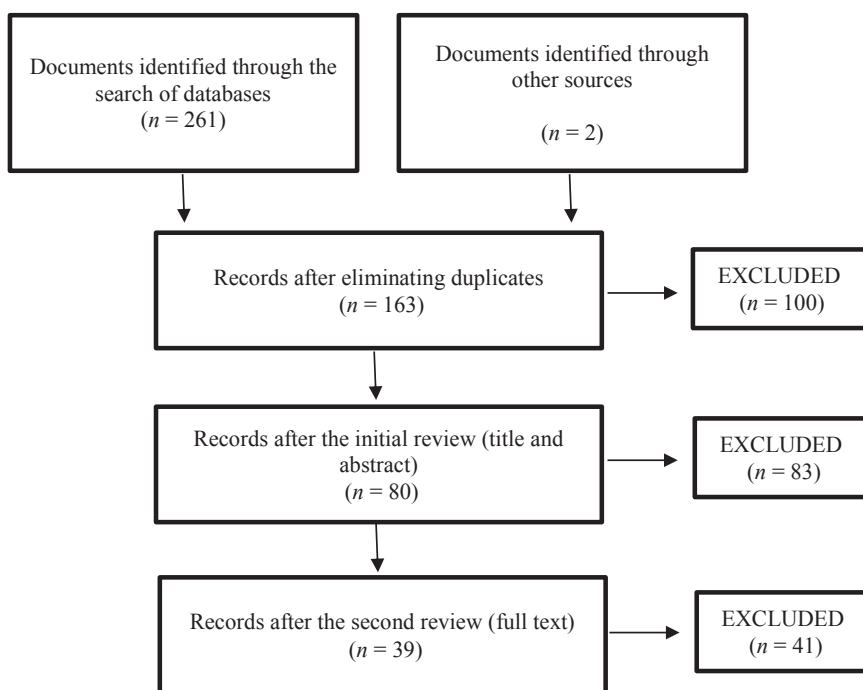 Documents identified through the
search of databases
(n = 261)
Documents identified through
other sources
(n = 2)
Records after eliminating duplicates
(n = 163)
EXCLUDED
(n = 100)
Records after the initial review (title and
abstract)
(n = 80)
EXCLUDED
(n = 83)
Records after the second review (full text)
(n = 39)
EXCLUDED
(n = 41)